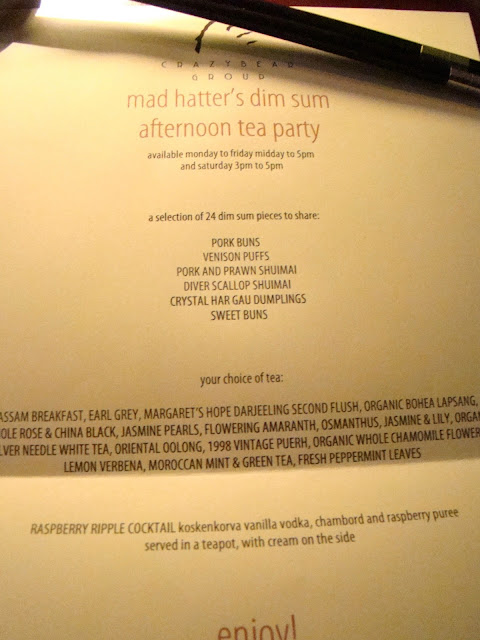 CRAZYBEAR
GROUP
mad hatter's dim sum
afternoon tea party
available monday to friday midday to 5pm
and saturday 3pm to 5pm
a selection of 24 dim sum pieces to share:
PORK BUNS
VENISON PUFFS
PORK AND PRAWN SHUIMAI
DIVER SCALLOP SHUIMAI
CRYSTAL HAR GAU DUMPLINGS
SWEET BUNS
your choice of tea:
ASSAM BREAKFAST, EARL GREY, MARGARET'S HOPE DARJEELING SECOND FLUSH, ORGANIC BOHEA LAPSANG,
OLE ROSE & CHINA BLACK, JASMINE PEARLS, FLOWERING AMARANTH, OSMANTHUS, JASMINE & LILY,
LVER NEEDLE WHITE TEA, ORIENTAL OOLONG, 1998 VINTAGE PUERH, ORGANIC WHOLE CHAMOMILE FLOWER
LEMON VERBENA, MOROCCAN MINT & GREEN TEA, FRESH PEPPERMINT LEAVES
RASPBERRY RIPPLE COCKTAIL koskenkorva vanilla vodka, chambord and raspberry puree
served in a teapot, with cream on the side
enjoy!